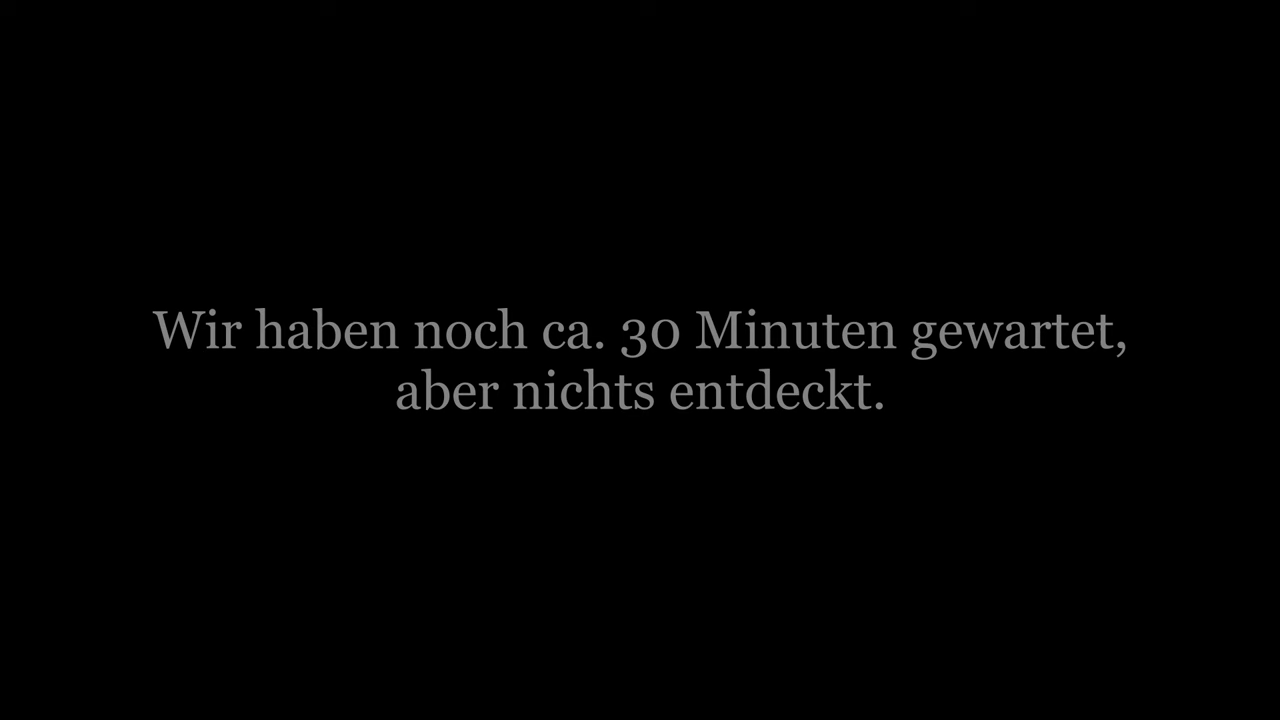 Wir haben noch ca. 30 Minuten gewartet,
aber nichts entdeckt.